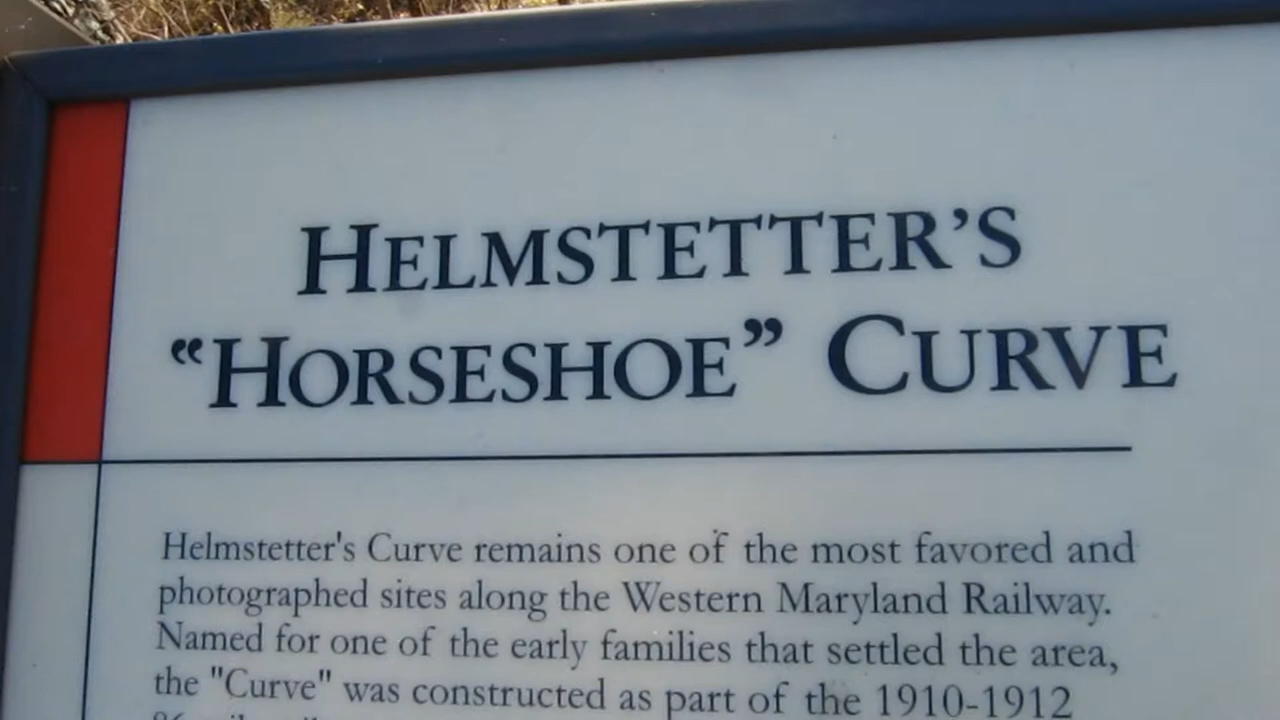 HELMSTETTER'S
“HORSESHOE” CURVE
Helmstetter's Curve remains one of the most favored and
photographed sites along the Western Maryland Railway.
Named for one of the early families that settled the area,
the "Curve" was constructed as part of the 1910-1912